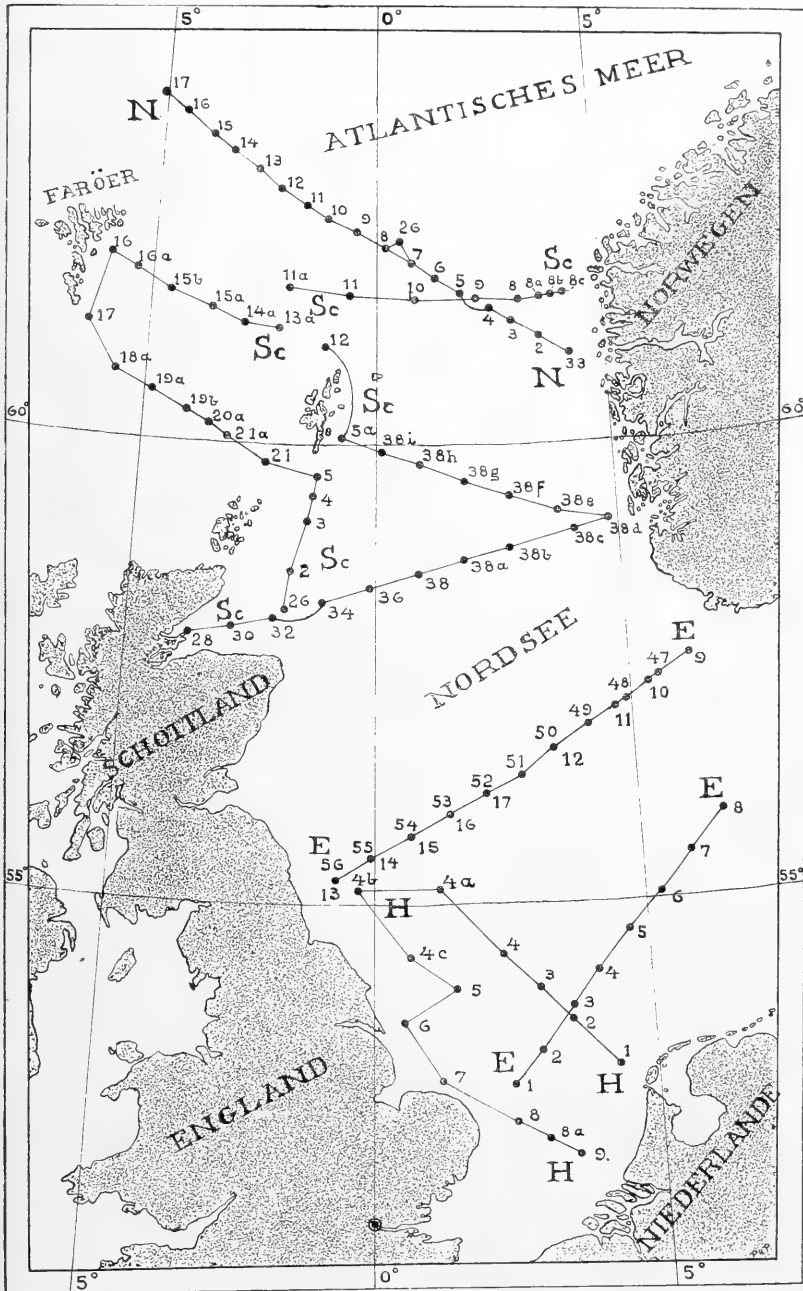 5° 0° 5°
17
N
16
15
14
13
12
11
10
9
8
26
7
6
5
4
3
2
33
N
ATLANTISCHES MEER
FARÖER
NORWEGEN
16
16a
15b
15a
14a
13a
Sc
11a
Sc
11
10
9
8
8a
8b
8c
Sc
17
18a
19a
19b
20a
21a
21
5
4
3
2
26
Sc
12
Sc
60° 60°
5a
38i
38h
38g
38f
38e
38d
38c
38b
38a
38
36
34
32
30
28
Sc
NORDSEE
SCHOTTLAND
E
9
47
10
48
11
49
50
12
51
52
17
53
16
54
15
55
14
E
56
13
E
8
7
6
5
4
3
2
1
E
55° 55°
4b
H
4a
4
3
2
1
H
4c
5
6
7
8
8a
9.
H
ENGLAND
NIEDERLANDE
5° 0° 5°